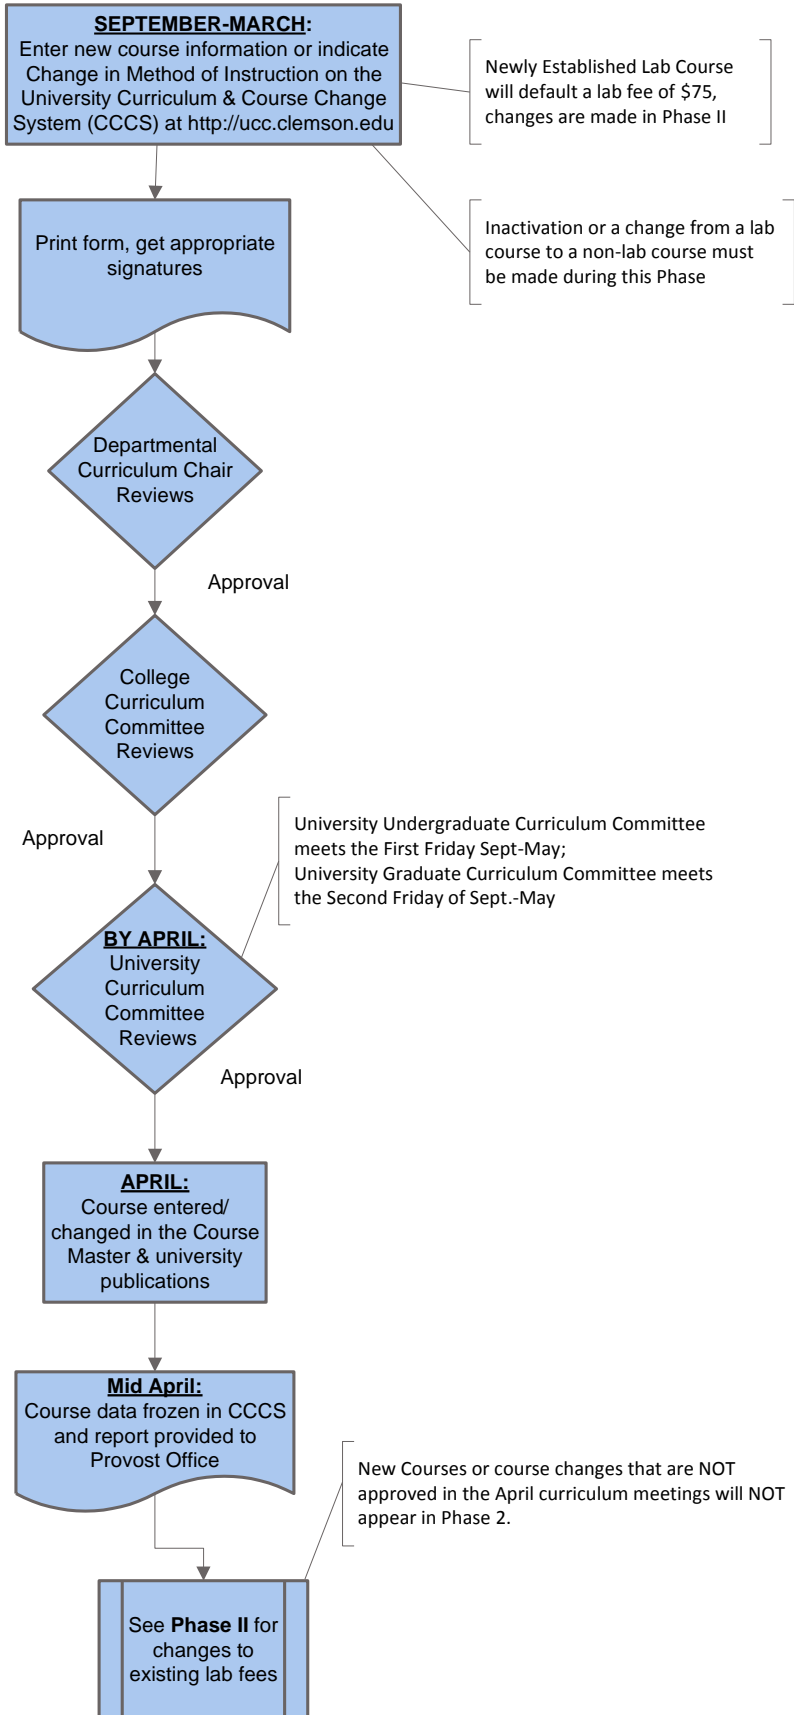 SEPTEMBER-MARCH:
Enter new course information or indicate
Change in Method of Instruction on the
University Curriculum & Course Change
System (CCCS) at http://ucc.clemson.edu
Newly Established Lab Course
will default a lab fee of $75,
changes are made in Phase II
Print form, get appropriate
signatures
Inactivation or a change from a lab
course to a non-lab course must
be made during this Phase
Departmental
Curriculum Chair
Reviews
Approval
College
Curriculum
Committee
Reviews
Approval
University Undergraduate Curriculum Committee
meets the First Friday Sept-May;
University Graduate Curriculum Committee meets
the Second Friday of Sept.-May
BY APRIL:
University
Curriculum
Committee
Reviews
Approval
APRIL:
Course entered/
changed in the Course
Master & university
publications
Mid April:
Course data frozen in CCCS
and report provided to
Provost Office
New Courses or course changes that are NOT
approved in the April curriculum meetings will NOT
appear in Phase 2.
See Phase II for
changes to
existing lab fees